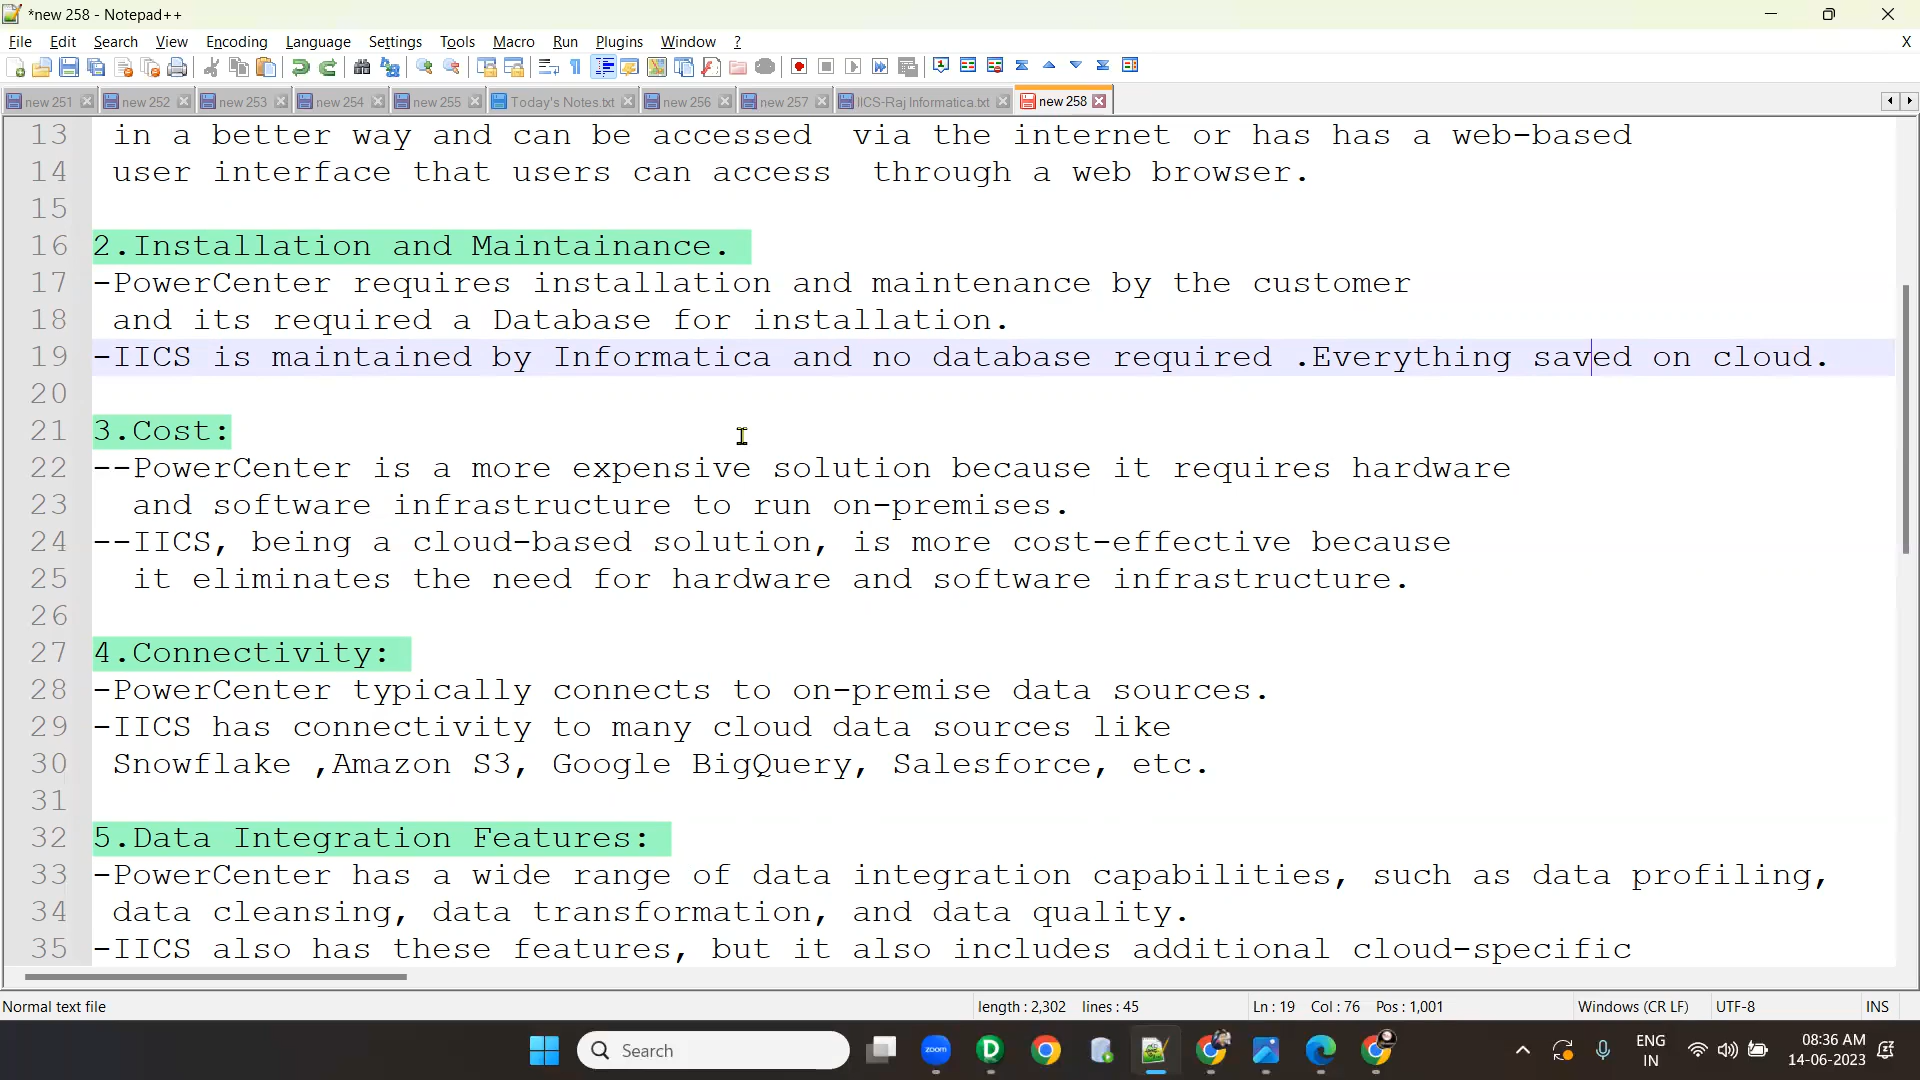 *new 258 - Notepad++
File Edit Search View Encoding Language Settings Tools Macro Run Plugins Window ? X
new 251 new 252 new 253 new 254 new 255 Today's Notes.txt new 256 new 257 IICS-Raj Informatica.txt new 258
13 in a better way and can be accessed  via the internet or has has a web-based
14 user interface that users can access  through a web browser.
15
16 2.Installation and Maintainance.
17 -PowerCenter requires installation and maintenance by the customer
18 and its required a Database for installation.
19 -IICS is maintained by Informatica and no database required .Everything saved on cloud.
20
21 3.Cost:
22 --PowerCenter is a more expensive solution because it requires hardware
23 and software infrastructure to run on-premises.
24 --IICS, being a cloud-based solution, is more cost-effective because
25 it eliminates the need for hardware and software infrastructure.
26
27 4.Connectivity:
28 -PowerCenter typically connects to on-premise data sources.
29 -IICS has connectivity to many cloud data sources like
30 Snowflake ,Amazon S3, Google BigQuery, Salesforce, etc.
31
32 5.Data Integration Features:
33 -PowerCenter has a wide range of data integration capabilities, such as data profiling,
34 data cleansing, data transformation, and data quality.
35 -IICS also has these features, but it also includes additional cloud-specific
Normal text file length : 2,302 lines : 45 Ln : 19 Col : 76 Pos : 1,001 Windows (CR LF) UTF-8 INS
Search zoom D ENG 08:36 AM
IN 14-06-2023